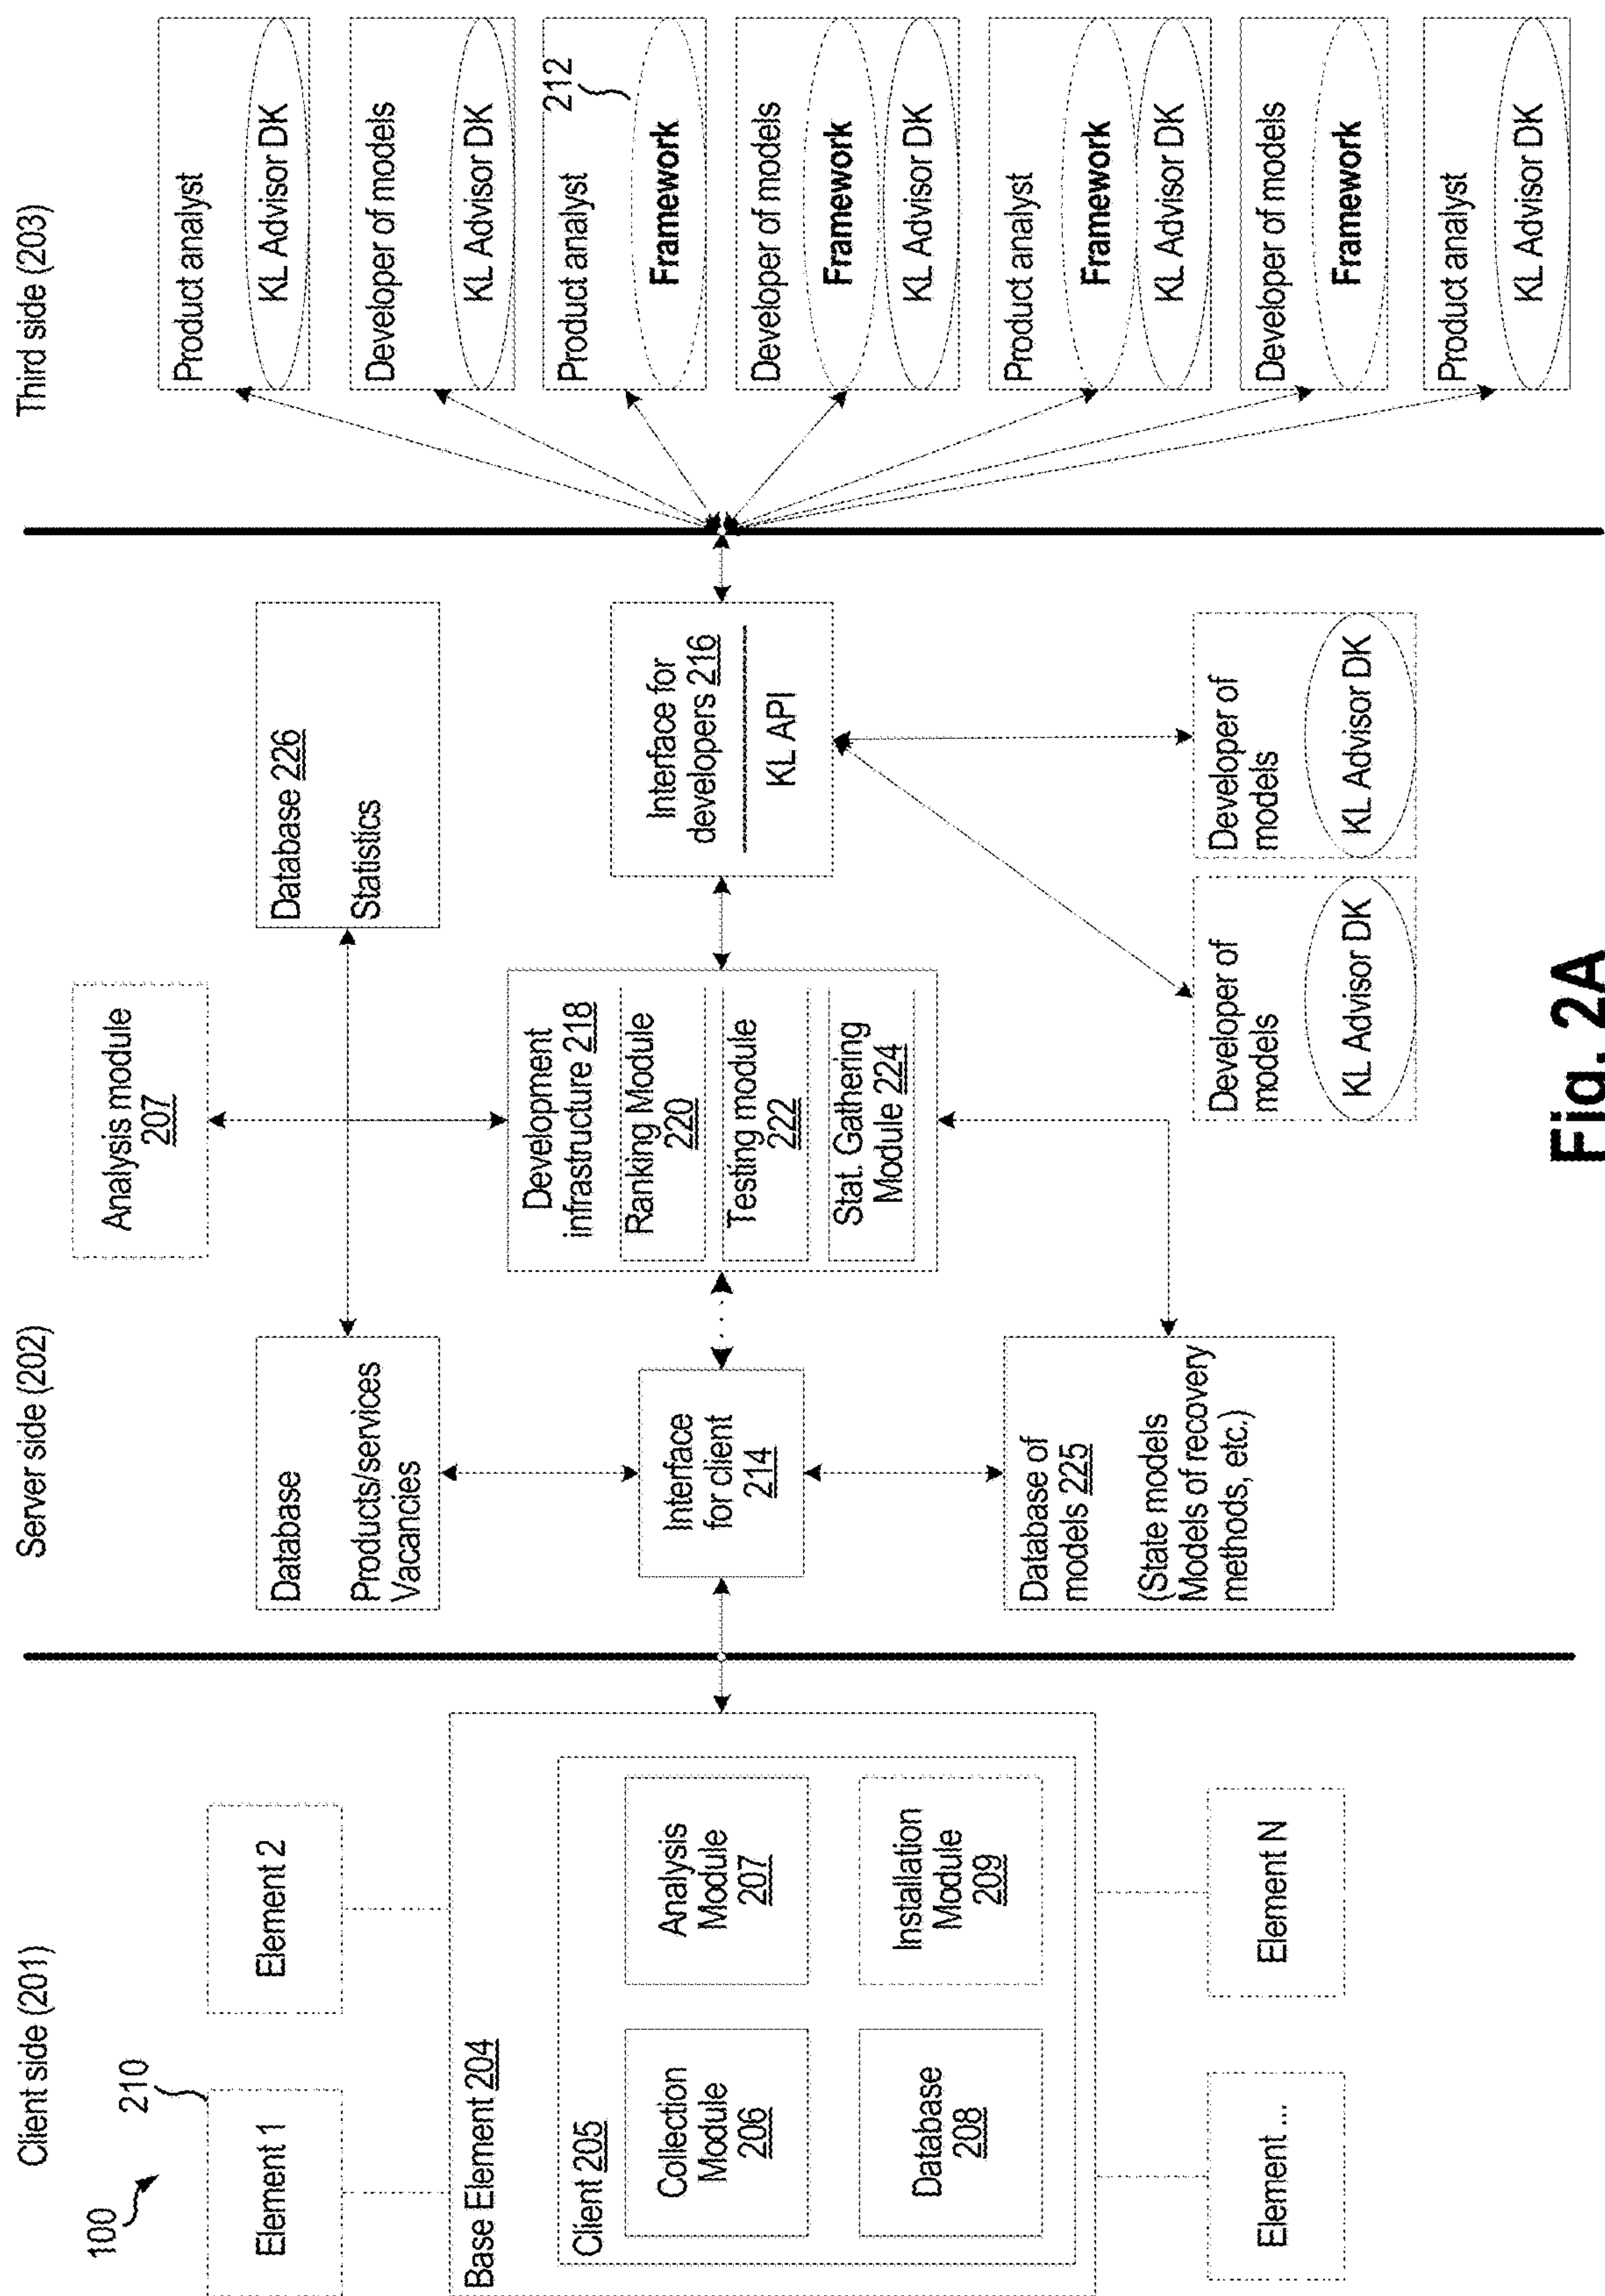 Client side (201)
100
210
Element 1
Element 2
Base Element 204
Client 205
Collection
Module
206
Analysis
Module
207
Database
208
Installation
Module
209
Element ...
Element N
Server side (202)
Database
Products/services
Vacancies
Interface
for client
214
Database of
models 225
(State models
Models of recovery
methods, etc.)
Analysis module
207
Development
infrastructure 218
Ranking Module
220
Testing module
222
Stat. Gathering
Module 224
Database 226
Statistics
Interface for
developers 216
KL API
Developer of
models
KL Advisor DK
Developer of
models
KL Advisor DK
Third side (203)
Product analyst
KL Advisor DK
Developer of models
KL Advisor DK
Product analyst
212
Framework
Developer of models
Framework
KL Advisor DK
Product analyst
Framework
KL Advisor DK
Developer of models
Framework
Product analyst
KL Advisor DK
Fig. 2A